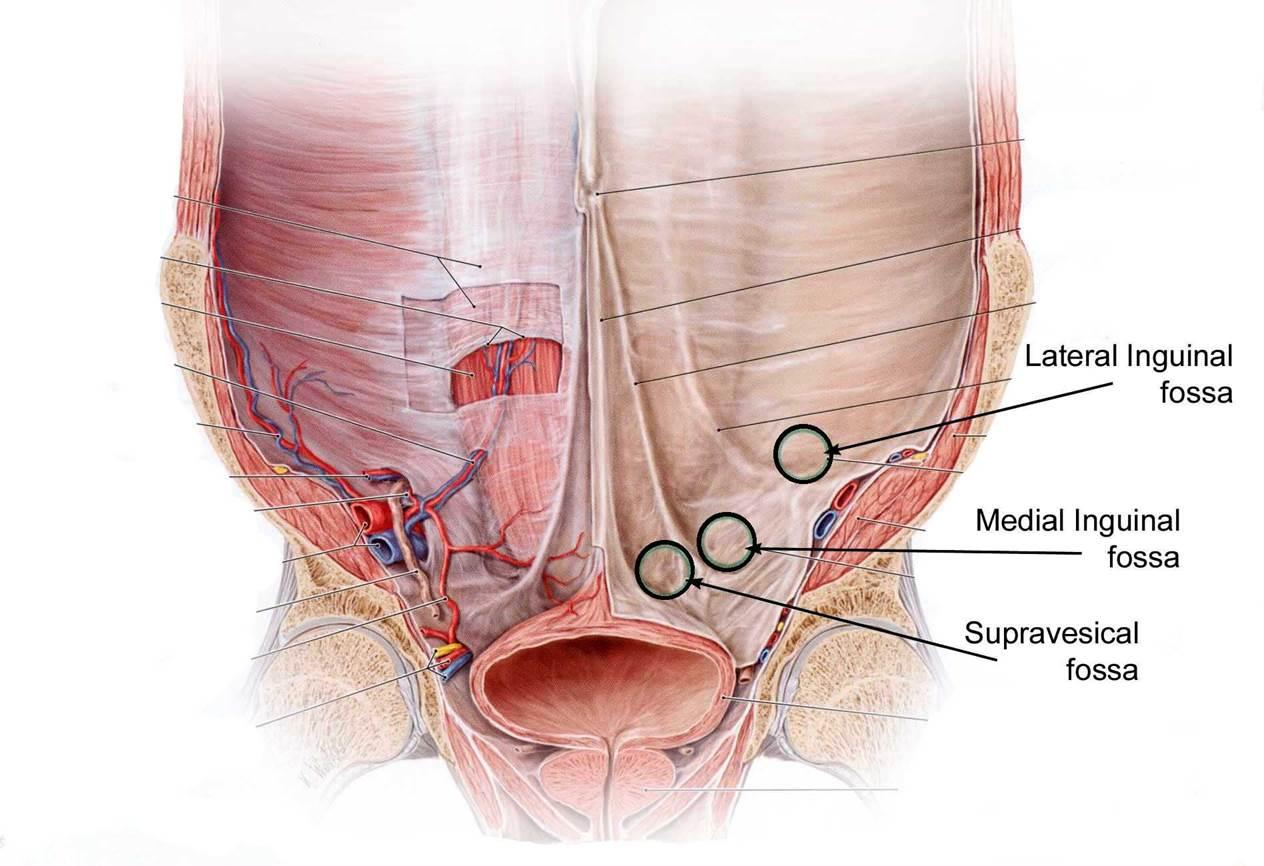 Lateral Inguinal
fossa
Medial Inguinal
fossa
Supravesical
fossa